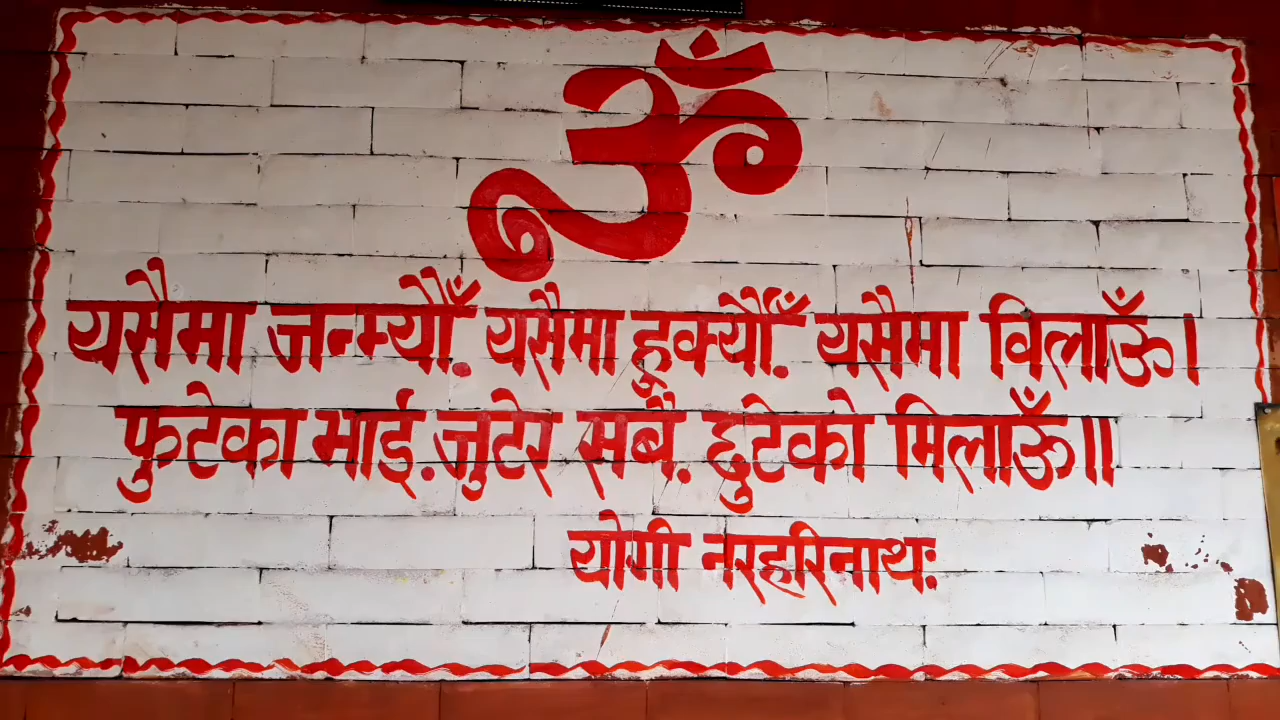 ॐ
यसैमा जन्म्यौँ. यसैमा हुर्क्यौँ. यसैमा विलाऊँ।
फुटेका भाई.जुटेर सबै. छुटेको मिलाऊँ॥
योगी नरहरिनाथः